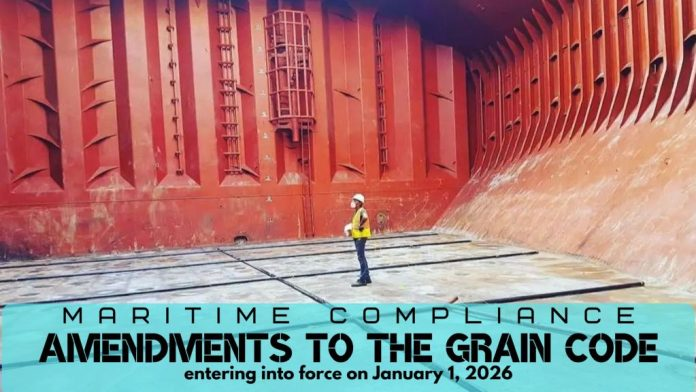 MARITIME COMPLIANCE
AMENDMENTS TO THE GRAIN CODE
entering into force on January 1, 2026